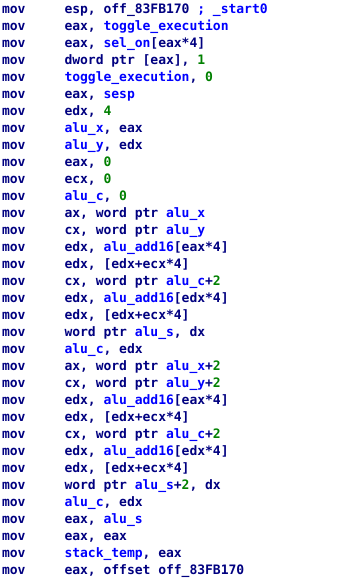 mov esp, off_83FB170 ; _start0
mov eax, toggle_execution
mov eax, sel_on[eax*4]
mov dword ptr [eax], 1
mov toggle_execution, 0
mov eax, sesp
mov edx, 4
mov alu_x, eax
mov alu_y, edx
mov eax, 0
mov ecx, 0
mov alu_c, 0
mov ax, word ptr alu_x
mov cx, word ptr alu_y
mov edx, alu_add16[eax*4]
mov edx, [edx+ecx*4]
mov cx, word ptr alu_c+2
mov edx, alu_add16[edx*4]
mov edx, [edx+ecx*4]
mov word ptr alu_s, dx
mov alu_c, edx
mov ax, word ptr alu_x+2
mov cx, word ptr alu_y+2
mov edx, alu_add16[eax*4]
mov edx, [edx+ecx*4]
mov cx, word ptr alu_c+2
mov edx, alu_add16[edx*4]
mov edx, [edx+ecx*4]
mov word ptr alu_s+2, dx
mov alu_c, edx
mov eax, alu_s
mov eax, eax
mov stack_temp, eax
mov eax, offset off_83FB170